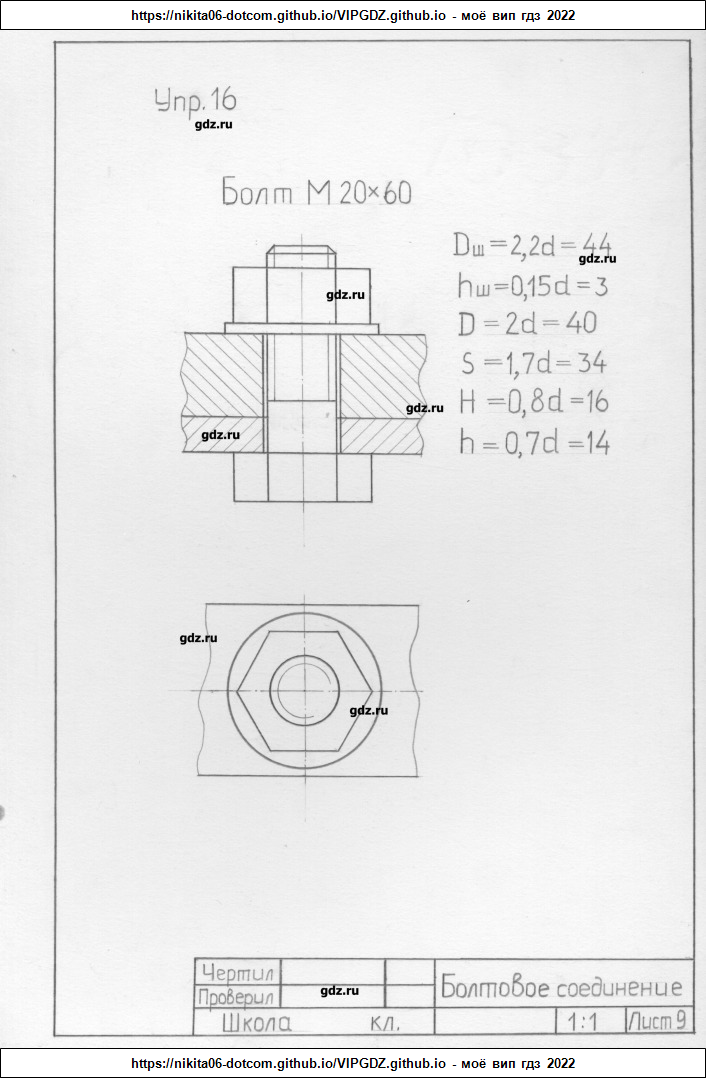 https://nikita06-dotcom.github.io/VIPGDZ.github.io - моё вип гдз 2022
Упр.16
gdz.ru
Болт М 20×60
Dш=2,2d=44
gdz.ru
hш=0,15d=3
gdz.ru
D=2d=40
S=1,7d=34
H=0,8d=16
gdz.ru
h=0,7d=14
gdz.ru
gdz.ru
gdz.ru
Чертил
Проверил
gdz.ru
Болтовое соединение
Школа кл.
1:1
Лист 9
https://nikita06-dotcom.github.io/VIPGDZ.github.io - моё вип гдз 2022